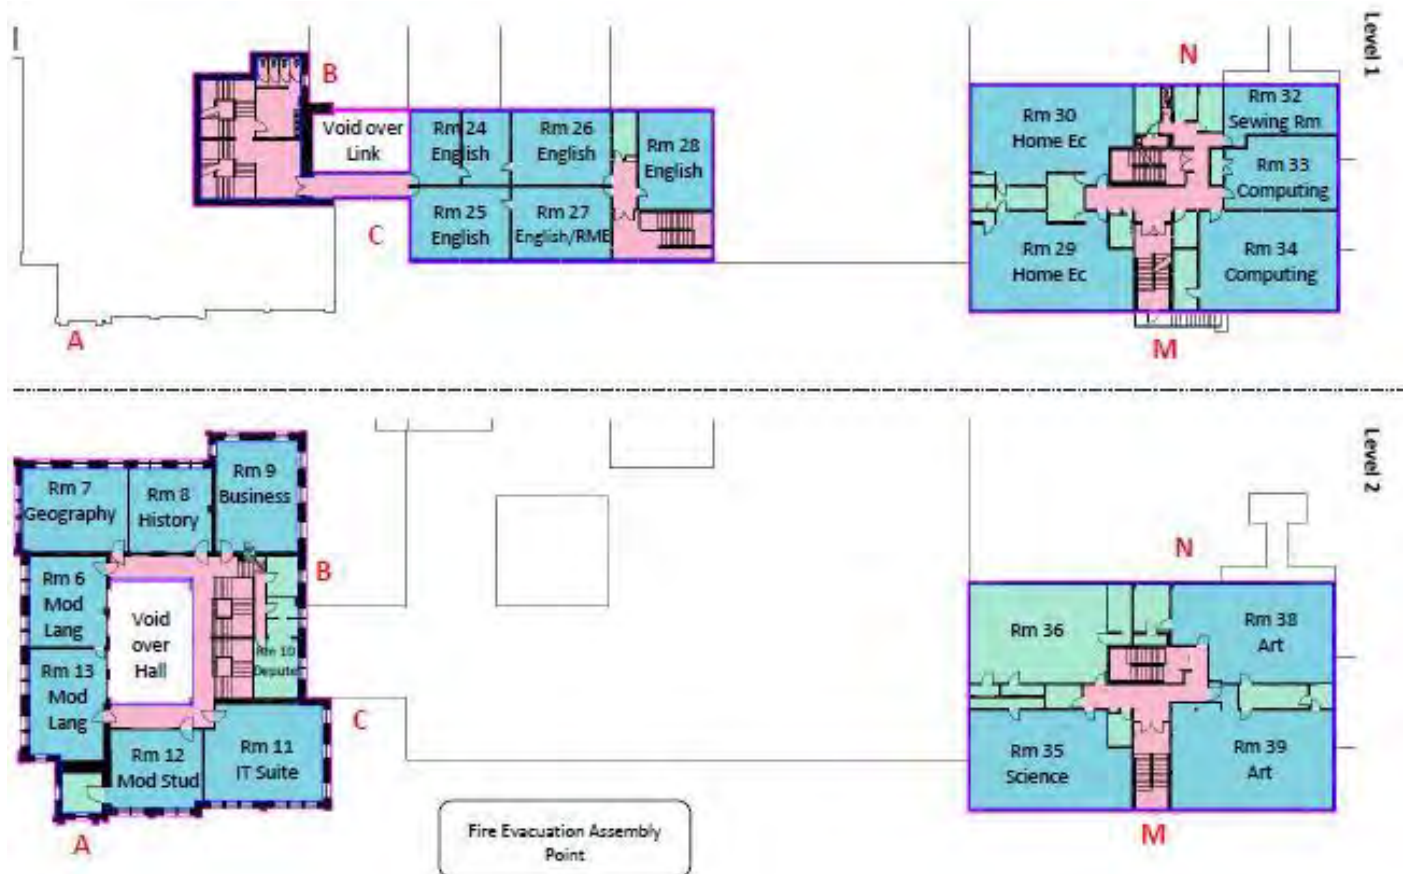 Level 1
B
N
Void over
Link
Rm 24
English
Rm 26
English
Rm 28
English
Rm 25
English
Rm 27
English/RME
C
A
Rm 30
Home Ec
Rm 32
Sewing Rm
Rm 33
Computing
Rm 29
Home Ec
Rm 34
Computing
M
Level 2
Rm 7
Geography
Rm 8
History
Rm 9
Business
B
Rm 6
Mod
Lang
Void
over
Hall
Rm 10
Depute
Rm 13
Mod
Lang
C
Rm 12
Mod Stud
Rm 11
IT Suite
A
N
Rm 36
Rm 38
Art
Rm 35
Science
Rm 39
Art
M
Fire Evacuation Assembly
Point